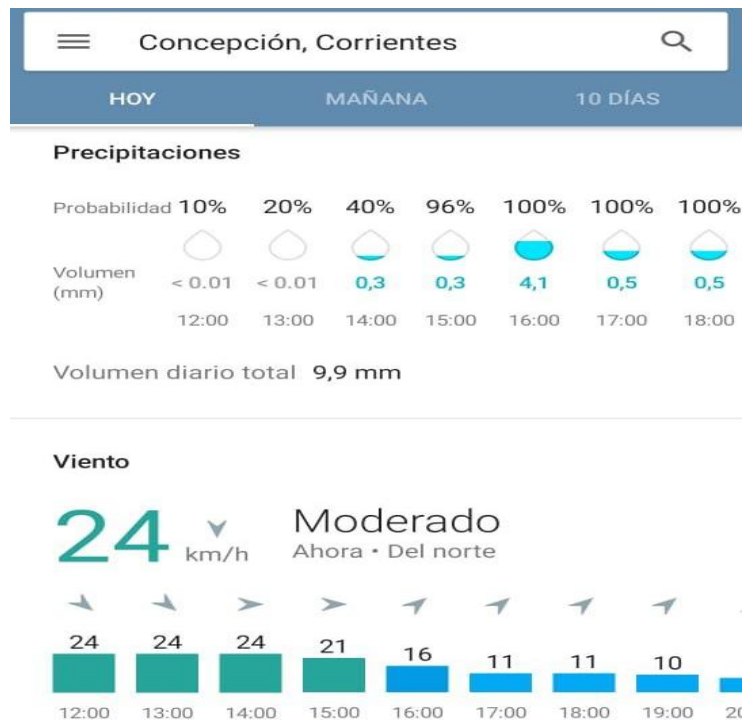 Concepción, Corrientes
HOY MAÑANA 10 DÍAS
Precipitaciones
Probabilidad 10% 20% 40% 96% 100% 100% 100%
Volumen
(mm) < 0.01 < 0.01 0,3 0,3 4,1 0,5 0,5
12:00 13:00 14:00 15:00 16:00 17:00 18:00
Volumen diario total 9,9 mm
Viento
24 km/h Moderado
Ahora • Del norte
24 24 24 21 16 11 11 10
12:00 13:00 14:00 15:00 16:00 17:00 18:00 19:00 20